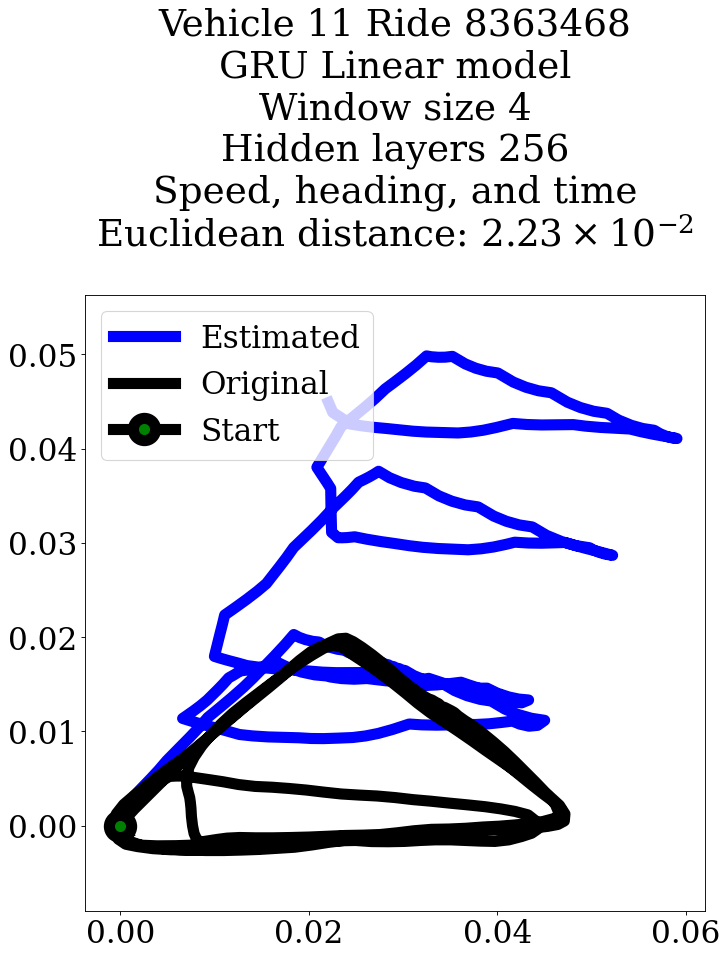 Vehicle 11 Ride 8363468
GRU Linear model
Window size 4
Hidden layers 256
Speed, heading, and time
Euclidean distance: 2.23 × 10⁻²
Estimated
Original
Start
0.05
0.04
0.03
0.02
0.01
0.00
0.00 0.02 0.04 0.06